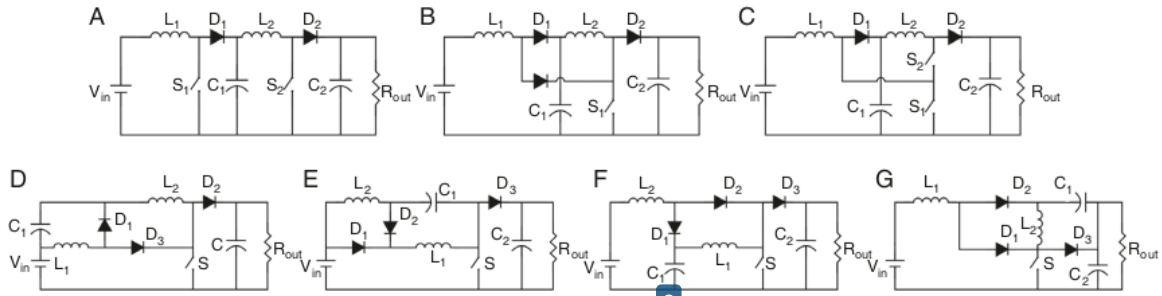 A L₁ D₁ L₂ D₂
Vin S₁ C₁ S₂ C₂ Rout
B L₁ D₁ L₂ D₂
Vin C₁ S₁ C₂ Rout
C L₁ D₁ L₂ D₂
Vin C₁ S₂ S₁ C₂ Rout
D L₂ D₂
C₁ D₁ D₃
Vin L₁ S C Rout
E L₂ C₁ D₃
D₁ D₂
Vin L₁ S C₂ Rout
F L₂ D₂ D₃
D₁
Vin C₁ L₁ S C₂ Rout
G L₁ D₂ C₁
D₁ L₂ D₃
Vin S C₂ Rout